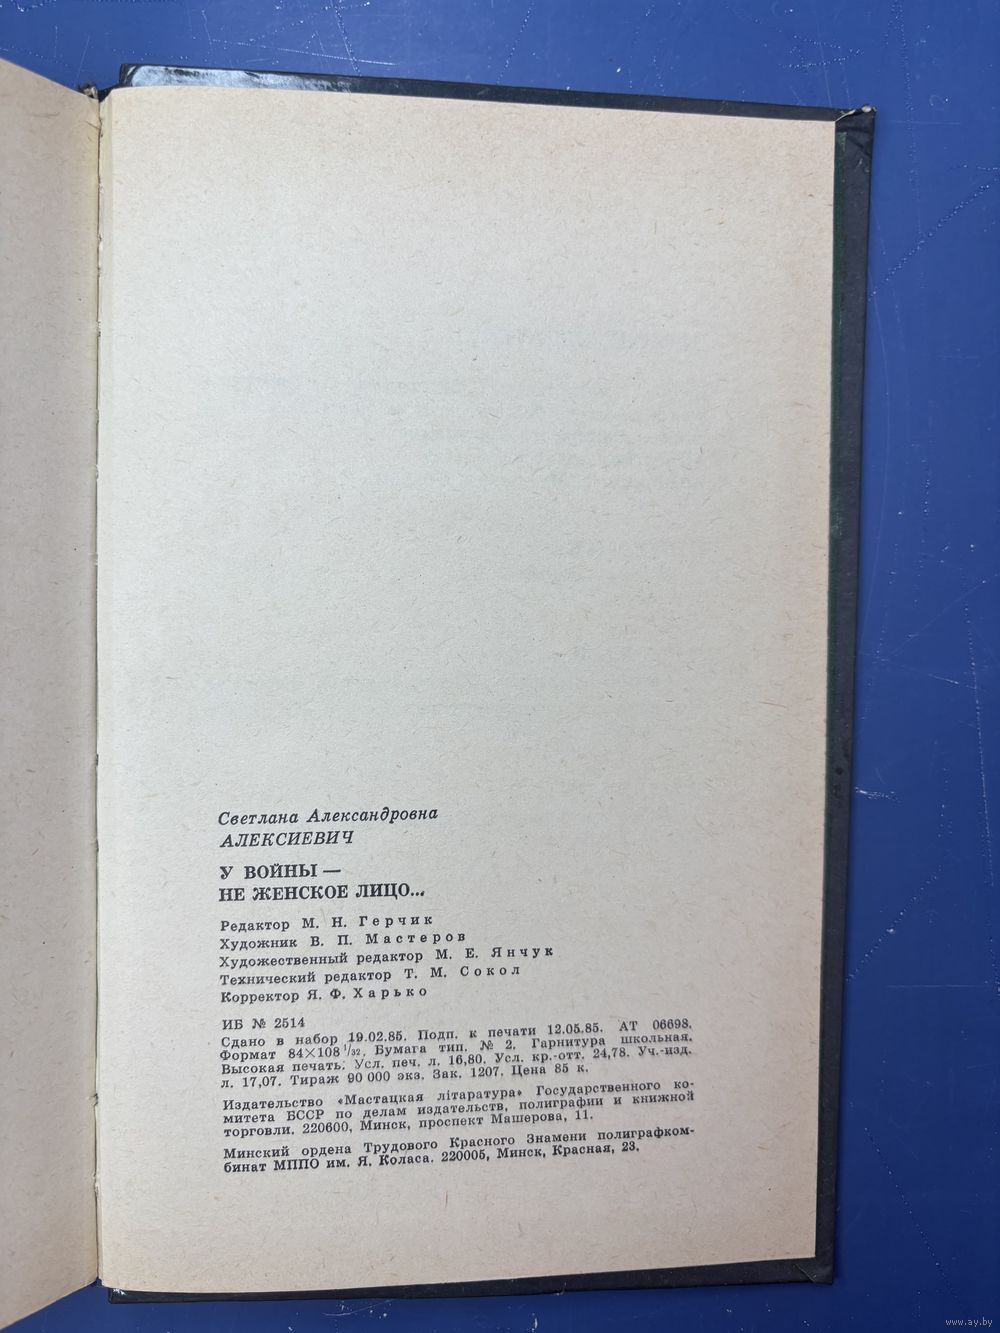 Светлана Александровна
АЛЕКСИЕВИЧ
У ВОЙНЫ —
НЕ ЖЕНСКОЕ ЛИЦО...
Редактор М. Н. Герчик
Художник В. П. Мастеров
Художественный редактор М. Е. Янчук
Технический редактор Т. М. Сокол
Корректор Я. Ф. Харько
ИБ № 2514
Сдано в набор 19.02.85. Подп. к печати 12.05.85. АТ 06698.
Формат 84×108 1/32. Бумага тип. № 2. Гарнитура школьная.
Высокая печать. Усл. печ. л. 16,80. Усл. кр.-отт. 24,78. Уч.-изд.
л. 17,07. Тираж 90 000 экз. Зак. 1207. Цена 85 к.
Издательство «Мастацкая літаратура» Государственного ко-
митета БССР по делам издательств, полиграфии и книжной
торговли. 220600, Минск, проспект Машерова, 11.
Минский ордена Трудового Красного Знамени полиграфком-
бинат МППО им. Я. Коласа. 220005, Минск, Красная, 23.
www.ay.by